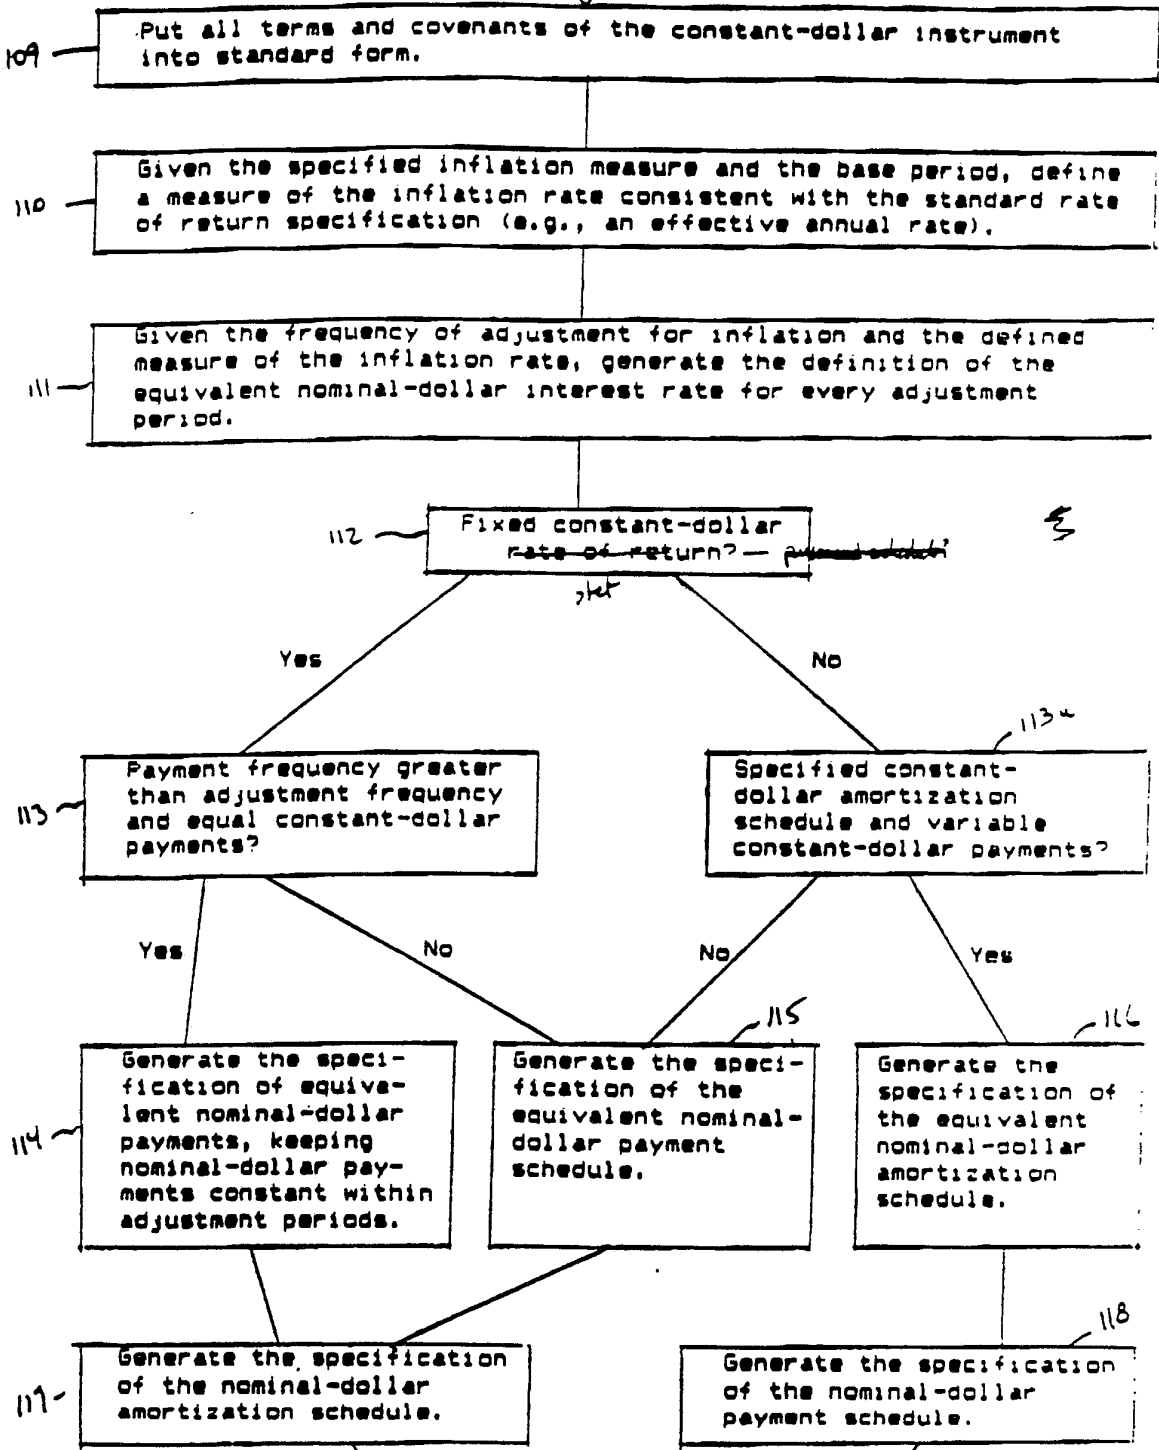 109
Put all terms and covenants of the constant-dollar instrument
into standard form.
110
Given the specified inflation measure and the base period, define
a measure of the inflation rate consistent with the standard rate
of return specification (e.g., an effective annual rate).
111
Given the frequency of adjustment for inflation and the defined
measure of the inflation rate, generate the definition of the
equivalent nominal-dollar interest rate for every adjustment
period.
112
Fixed constant-dollar
rate of return? —
stet
Yes
No
113
Payment frequency greater
than adjustment frequency
and equal constant-dollar
payments?
113a
Specified constant-
dollar amortization
schedule and variable
constant-dollar payments?
Yes
No
No
Yes
114
Generate the speci-
fication of equiva-
lent nominal-dollar
payments, keeping
nominal-dollar pay-
ments constant within
adjustment periods.
115
Generate the speci-
fication of the
equivalent nominal-
dollar payment
schedule.
116
Generate the
specification of
the equivalent
nominal-dollar
amortization
schedule.
117
Generate the specification
of the nominal-dollar
amortization schedule.
118
Generate the specification
of the nominal-dollar
payment schedule.